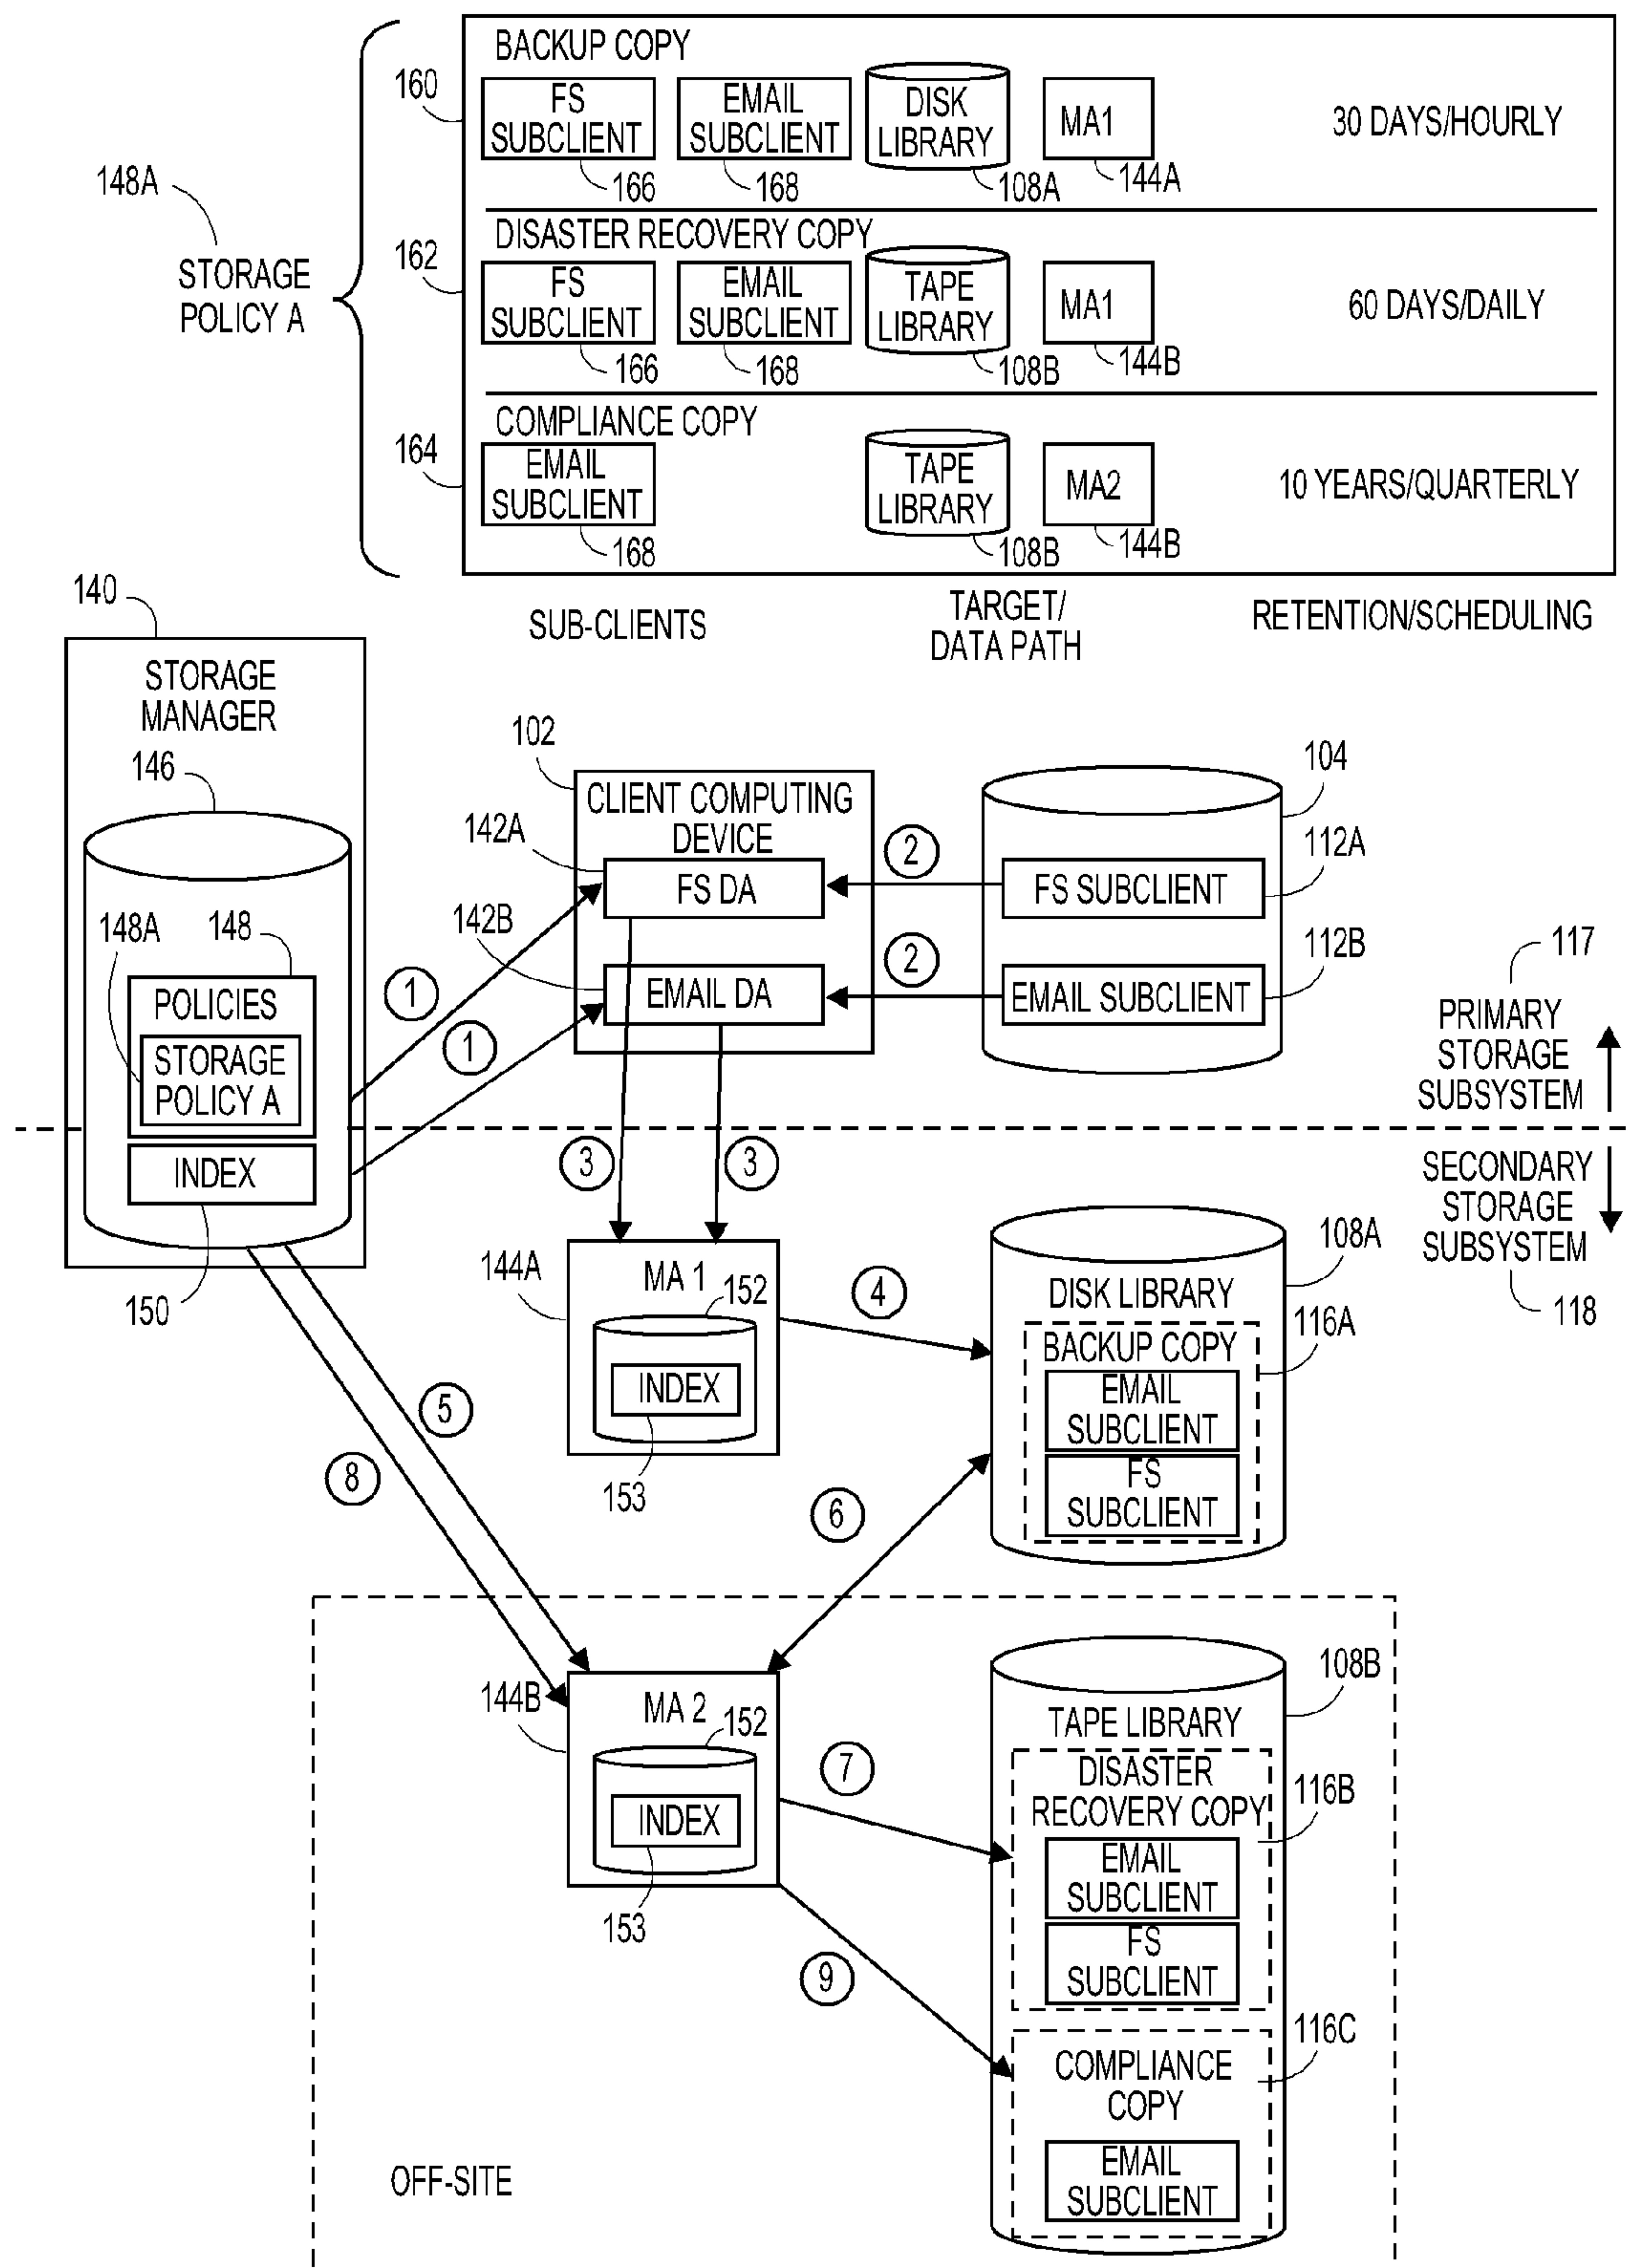 BACKUP COPY
160
FS
SUBCLIENT
166
EMAIL
SUBCLIENT
168
DISK
LIBRARY
108A
MA1
144A
30 DAYS/HOURLY
148A
STORAGE
POLICY A
DISASTER RECOVERY COPY
162
FS
SUBCLIENT
166
EMAIL
SUBCLIENT
168
TAPE
LIBRARY
108B
MA1
144B
60 DAYS/DAILY
COMPLIANCE COPY
164
EMAIL
SUBCLIENT
168
TAPE
LIBRARY
108B
MA2
144B
10 YEARS/QUARTERLY
SUB-CLIENTS
TARGET/
DATA PATH
RETENTION/SCHEDULING
140
STORAGE
MANAGER
146
148A
148
POLICIES
STORAGE
POLICY A
INDEX
150
1
1
102
CLIENT COMPUTING
DEVICE
142A
FS DA
142B
EMAIL DA
2
2
104
112A
FS SUBCLIENT
112B
EMAIL SUBCLIENT
117
PRIMARY
STORAGE
SUBSYSTEM
SECONDARY
STORAGE
SUBSYSTEM
118
3
3
144A
MA 1
152
INDEX
153
4
108A
DISK LIBRARY
116A
BACKUP COPY
EMAIL
SUBCLIENT
FS
SUBCLIENT
5
8
6
144B
MA 2
152
INDEX
153
7
9
108B
TAPE LIBRARY
DISASTER
RECOVERY COPY
116B
EMAIL
SUBCLIENT
FS
SUBCLIENT
116C
COMPLIANCE
COPY
EMAIL
SUBCLIENT
OFF-SITE